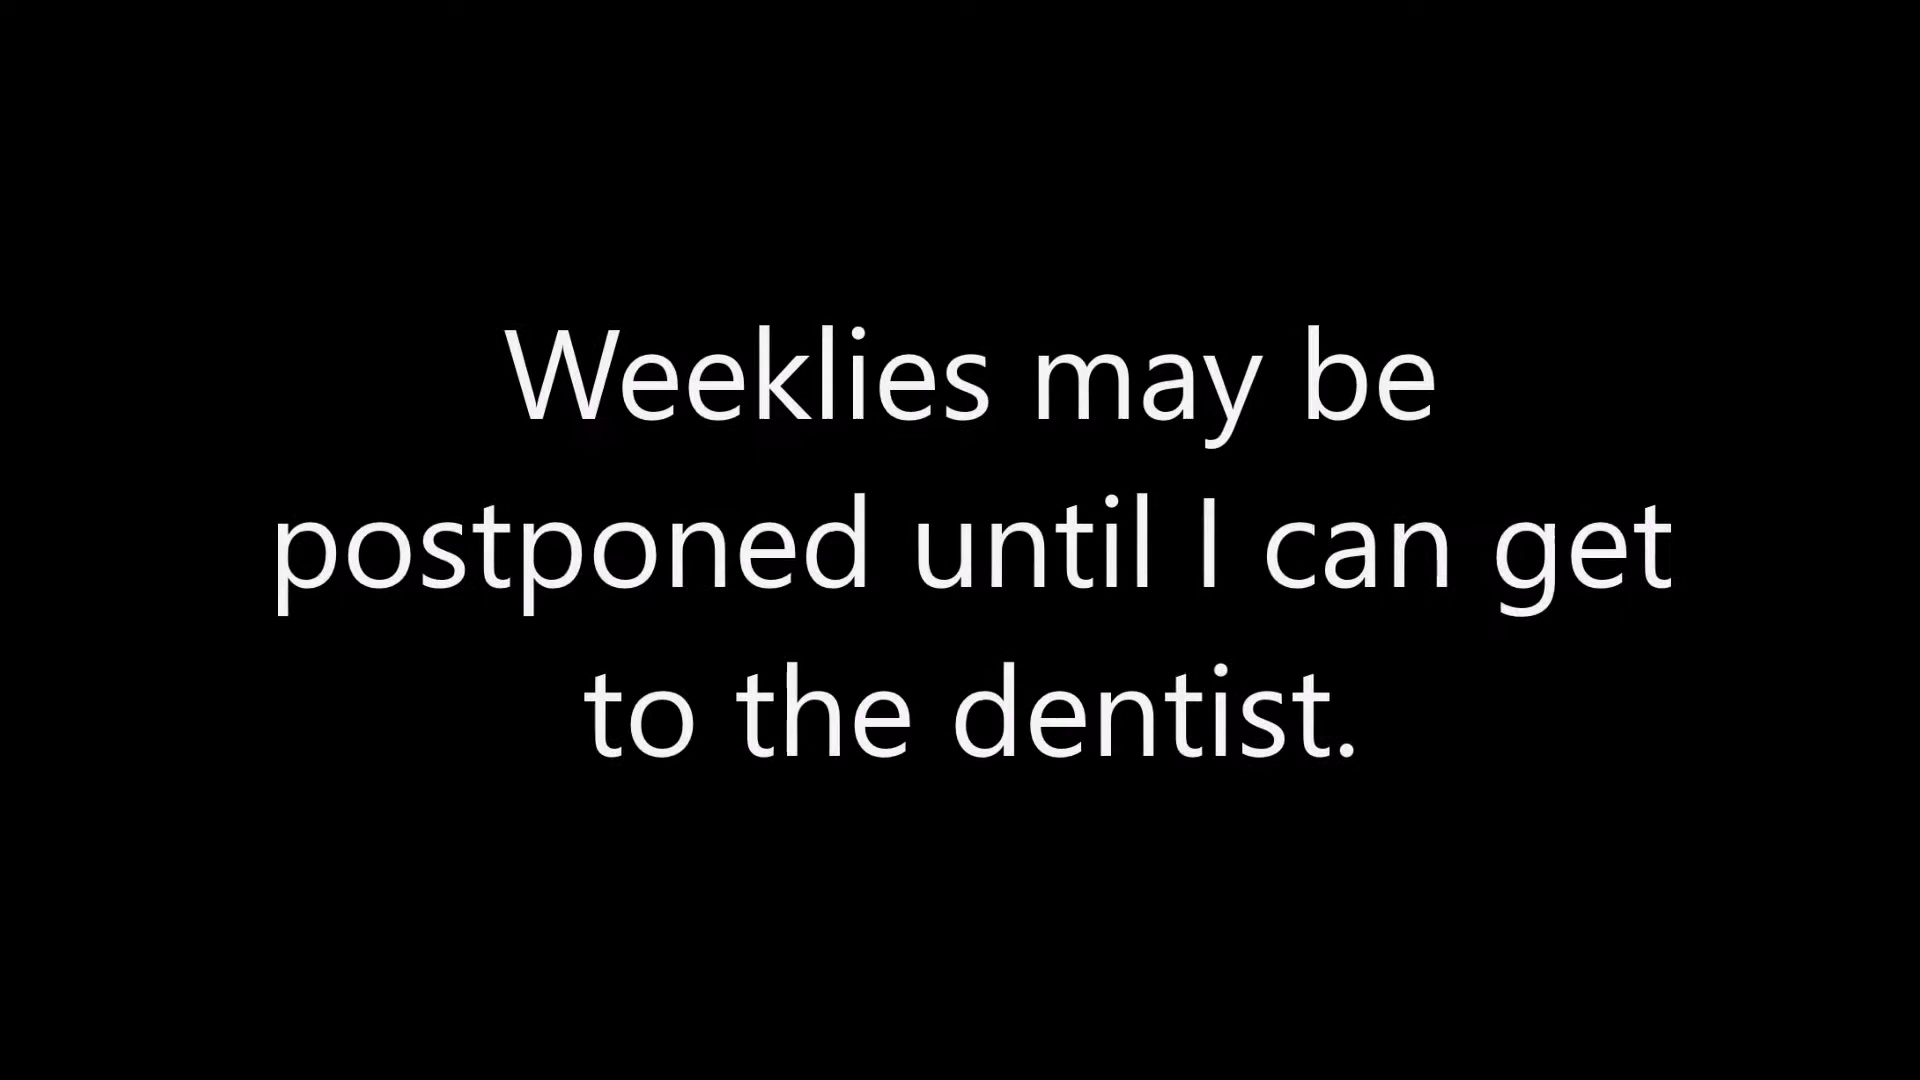 Weeklies may be
postponed until I can get
to the dentist.